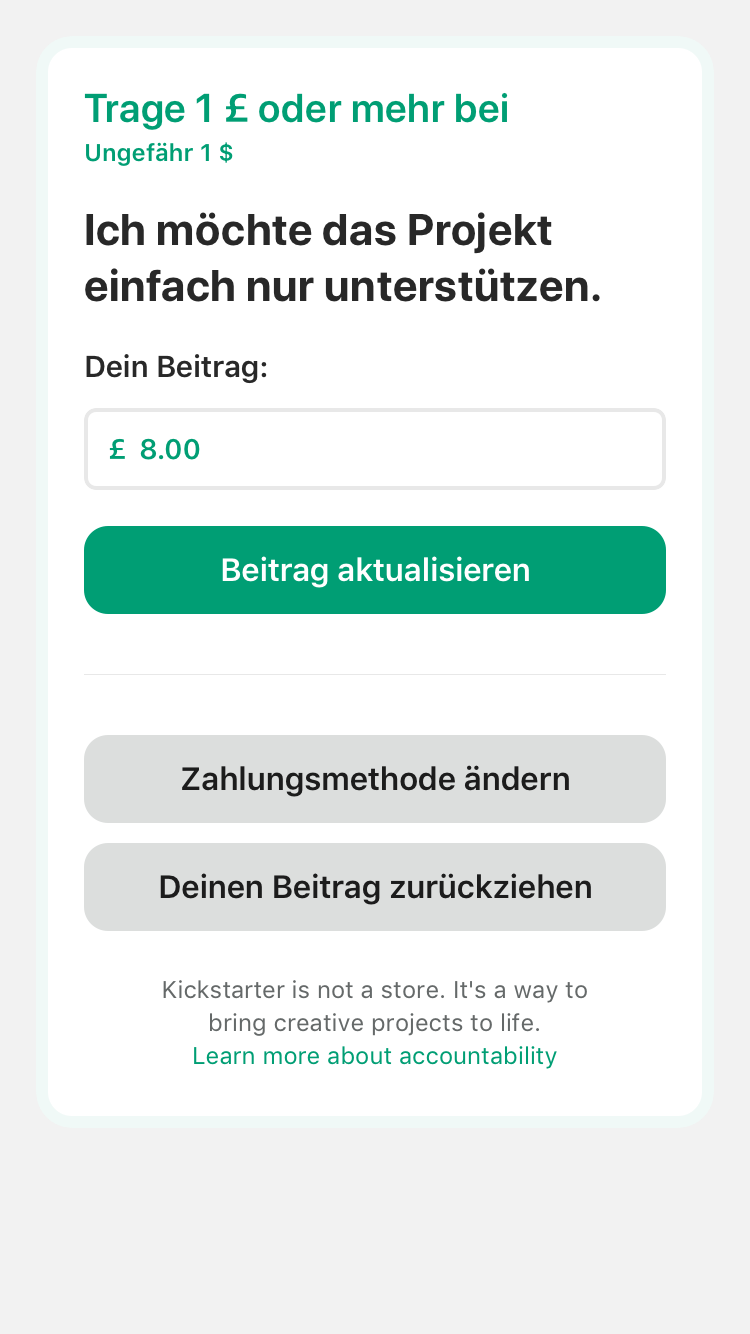 Trage 1 £ oder mehr bei
Ungefähr 1 $
Ich möchte das Projekt
einfach nur unterstützen.
Dein Beitrag:
£ 8.00
Beitrag aktualisieren
Zahlungsmethode ändern
Deinen Beitrag zurückziehen
Kickstarter is not a store. It's a way to
bring creative projects to life.
Learn more about accountability